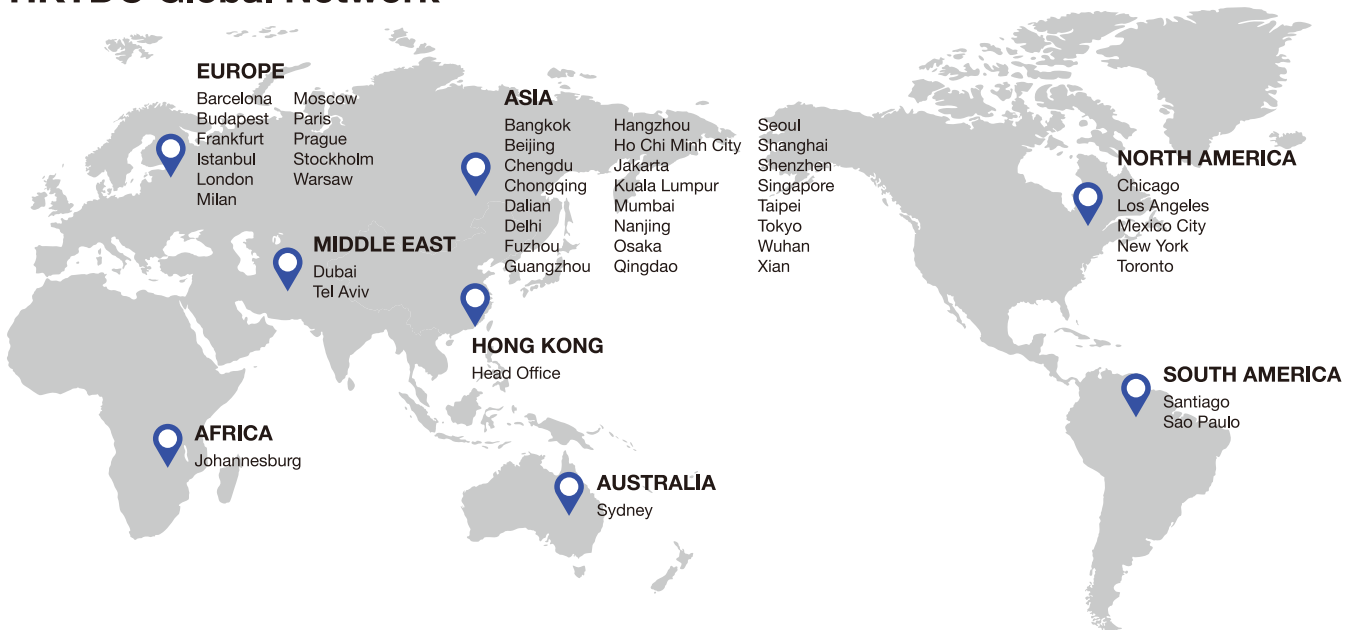 HKTDC Global Network
EUROPE
Barcelona Moscow
Budapest Paris
Frankfurt Prague
Istanbul Stockholm
London Warsaw
Milan
ASIA
Bangkok Hangzhou Seoul
Beijing Ho Chi Minh City Shanghai
Chengdu Jakarta Shenzhen
Chongqing Kuala Lumpur Singapore
Dalian Mumbai Taipei
Delhi Nanjing Tokyo
Fuzhou Osaka Wuhan
Guangzhou Qingdao Xian
NORTH AMERICA
Chicago
Los Angeles
Mexico City
New York
Toronto
MIDDLE EAST
Dubai
Tel Aviv
HONG KONG
Head Office
SOUTH AMERICA
Santiago
Sao Paulo
AFRICA
Johannesburg
AUSTRALIA
Sydney